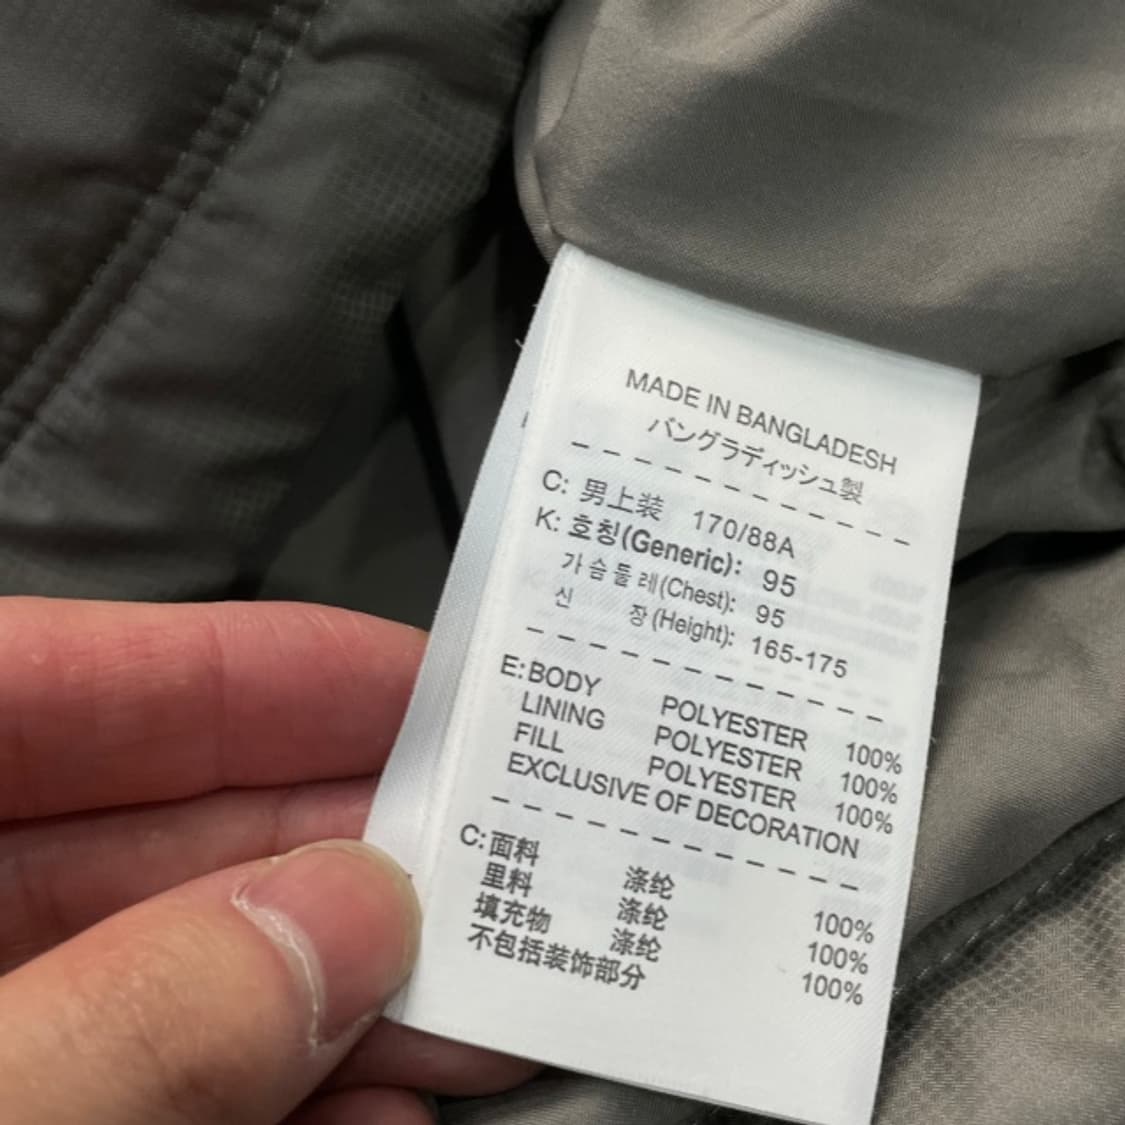 MADE IN BANGLADESH
バングラディッシュ製
C: 男上装 170/88A
K: 호칭(Generic): 95
가슴둘레(Chest): 95
신 장(Height): 165-175
E: BODY POLYESTER 100%
LINING POLYESTER 100%
FILL POLYESTER 100%
EXCLUSIVE OF DECORATION
C: 面料 涤纶 100%
里料 涤纶 100%
填充物 涤纶 100%
不包括装饰部分